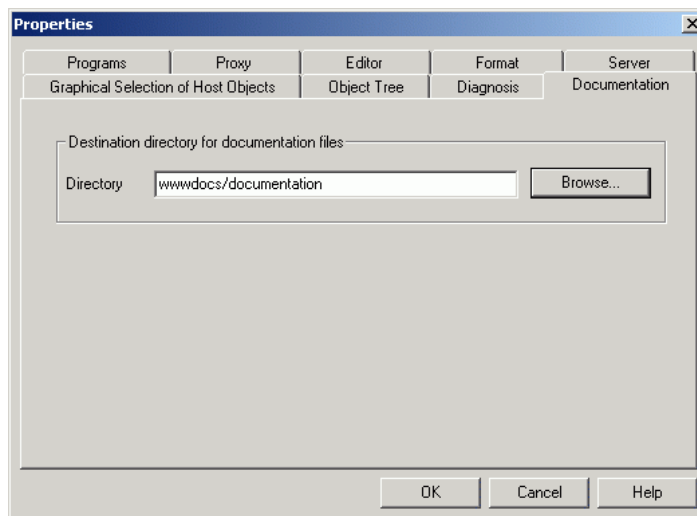 Properties
Programs Proxy Editor Format Server
Graphical Selection of Host Objects Object Tree Diagnosis Documentation
Destination directory for documentation files
Directory wwwdocs/documentation Browse...
OK Cancel Help